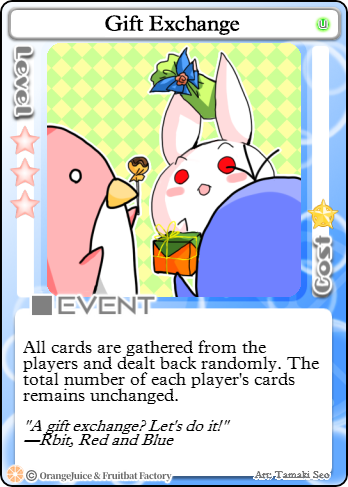 Gift Exchange
U
Level
Cost
EVENT
All cards are gathered from the
players and dealt back randomly. The
total number of each player's cards
remains unchanged.
"A gift exchange? Let's do it!"
—Rbit, Red and Blue
© OrangeJuice & Fruitbat Factory
Art: Tamaki Seo'